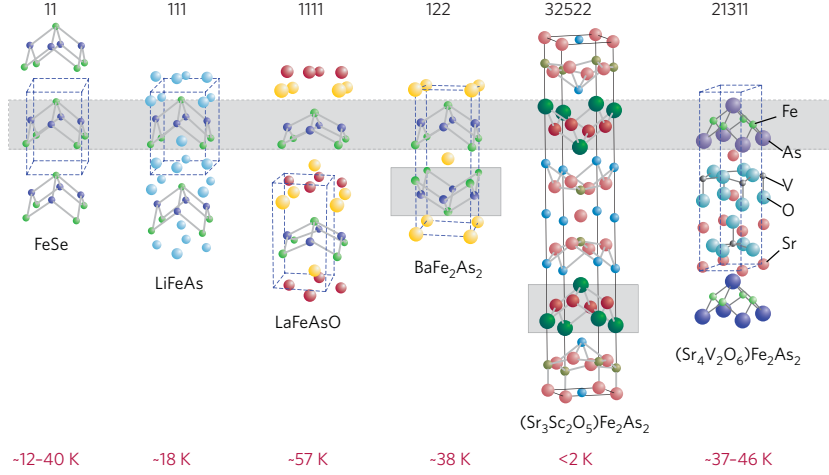 11 111 1111 122 32522 21311
Fe
As
V
O
Sr
FeSe
LiFeAs
BaFe₂As₂
LaFeAsO
(Sr₄V₂O₆)Fe₂As₂
(Sr₃Sc₂O₅)Fe₂As₂
~12–40 K ~18 K ~57 K ~38 K <2 K ~37–46 K